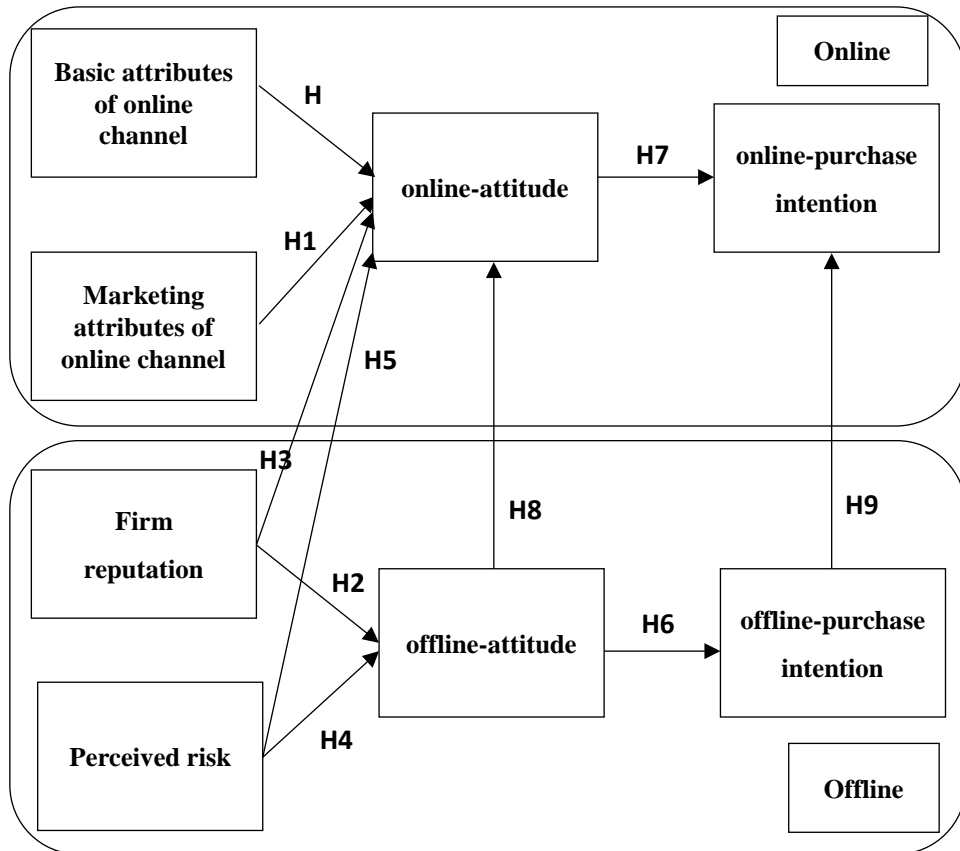 Basic attributes
of online
channel
H
Online
online-attitude
H7
online-purchase
intention
H1
Marketing
attributes of
online channel
H5
H3
Firm
reputation
H2
H8
H9
offline-attitude
H6
offline-purchase
intention
H4
Perceived risk
Offline